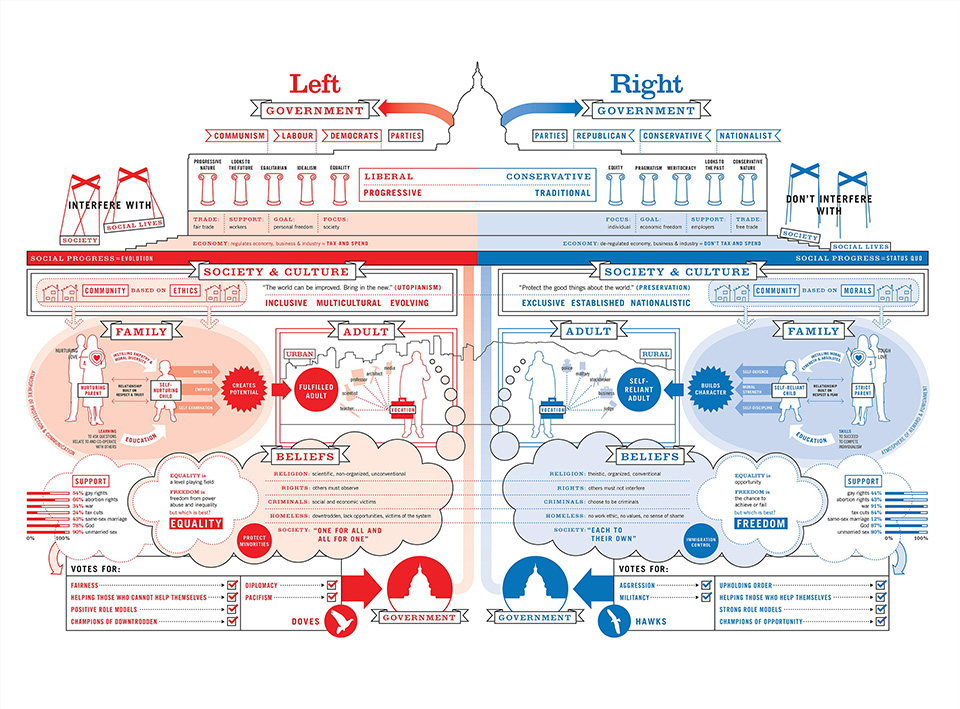 Left
Right
GOVERNMENT
GOVERNMENT
COMMUNISM
LABOUR
DEMOCRATS
PARTIES
PARTIES
REPUBLICAN
CONSERVATIVE
NATIONALIST
PROGRESSIVE
NATURE
LOOKS TO
THE FUTURE
EGALITARIAN
IDEALISM
EQUALITY
LIBERAL
CONSERVATIVE
PROGRESSIVE
TRADITIONAL
EQUITY
PRAGMATISM
MERITOCRACY
LOOKS TO
THE PAST
CONSERVATIVE
NATURE
INTERFERE WITH
SOCIETY
SOCIAL LIVES
DON'T INTERFERE
WITH
SOCIETY
SOCIAL LIVES
TRADE:
fair trade
SUPPORT:
workers
GOAL:
personal freedom
FOCUS:
society
FOCUS:
individual
GOAL:
economic freedom
SUPPORT:
employers
TRADE:
free trade
ECONOMY: regulates economy, business & industry = TAX AND SPEND
ECONOMY: de-regulated economy, business & industry = DON'T TAX AND SPEND
SOCIAL PROGRESS = EVOLUTION
SOCIAL PROGRESS = STATUS QUO
SOCIETY & CULTURE
SOCIETY & CULTURE
COMMUNITY BASED ON ETHICS
"The world can be improved. Bring in the new." (UTOPIANISM)
INCLUSIVE MULTICULTURAL EVOLVING
"Protect the good things about the world." (PRESERVATION)
EXCLUSIVE ESTABLISHED NATIONALISTIC
COMMUNITY BASED ON MORALS
FAMILY
ADULT
ADULT
FAMILY
NURTURING
LOVE
INSTILLING EMPATHY &
MORAL DIVERSITY
NURTURING
PARENT
RELATIONSHIP
BUILT ON
RESPECT & TRUST
SELF-
NURTURING
CHILD
OPENNESS
EMPATHY
SELF-EXAMINATION
EDUCATION
LEARNING
TO ASK QUESTIONS
RELATE TO AND CO-OPERATE
WITH OTHERS
ATMOSPHERE OF PROTECTION & COMMUNICATION
CREATES
POTENTIAL
URBAN
FULFILLED
ADULT
teacher
scientist
professor
architect
media
VOCATION
RURAL
police
military
stockbroker
business
judge
VOCATION
SELF-
RELIANT
ADULT
BUILDS
CHARACTER
SELF-DEFENCE
MORAL
STRENGTH
SELF-DISCIPLINE
INSTILLING MORAL
STRENGTH & ABSOLUTES
TOUGH
LOVE
SELF-RELIANT
CHILD
RELATIONSHIP
BUILT ON
RESPECT & FEAR
STRICT
PARENT
EDUCATION
SKILLS
TO SUCCEED
TO COMPETE
INDIVIDUALISM
ATMOSPHERE OF REWARD & PUNISHMENT
BELIEFS
BELIEFS
RELIGION: scientific, non-organized, unconventional
RIGHTS: others must observe
CRIMINALS: social and economic victims
HOMELESS: downtrodden, lack opportunities, victims of the system
SOCIETY: "ONE FOR ALL AND
ALL FOR ONE"
RELIGION: theistic, organized, conventional
RIGHTS: others must not interfere
CRIMINALS: choose to be criminals
HOMELESS: no work ethic, no values, no sense of shame
SOCIETY: "EACH TO
THEIR OWN"
SUPPORT
54% gay rights
66% abortion rights
34% war
24% tax cuts
43% same-sex marriage
78% God
90% unmarried sex
0% 100%
EQUALITY is
a level playing field
FREEDOM is
freedom from power
abuse and inequality
but which is best?
EQUALITY
PROTECT
MINORITIES
IMMIGRATION
CONTROL
EQUALITY is
opportunity
FREEDOM is
the chance
to achieve
or fail
but which is best?
FREEDOM
SUPPORT
gay rights 44%
abortion rights 43%
war 91%
tax cuts 64%
same-sex marriage 12%
God 87%
unmarried sex 80%
0% 100%
VOTES FOR:
FAIRNESS
HELPING THOSE WHO CANNOT HELP THEMSELVES
POSITIVE ROLE MODELS
CHAMPIONS OF DOWNTRODDEN
DIPLOMACY
PACIFISM
DOVES
GOVERNMENT
GOVERNMENT
HAWKS
VOTES FOR:
AGGRESSION
MILITANCY
UPHOLDING ORDER
HELPING THOSE WHO HELP THEMSELVES
STRONG ROLE MODELS
CHAMPIONS OF OPPORTUNITY